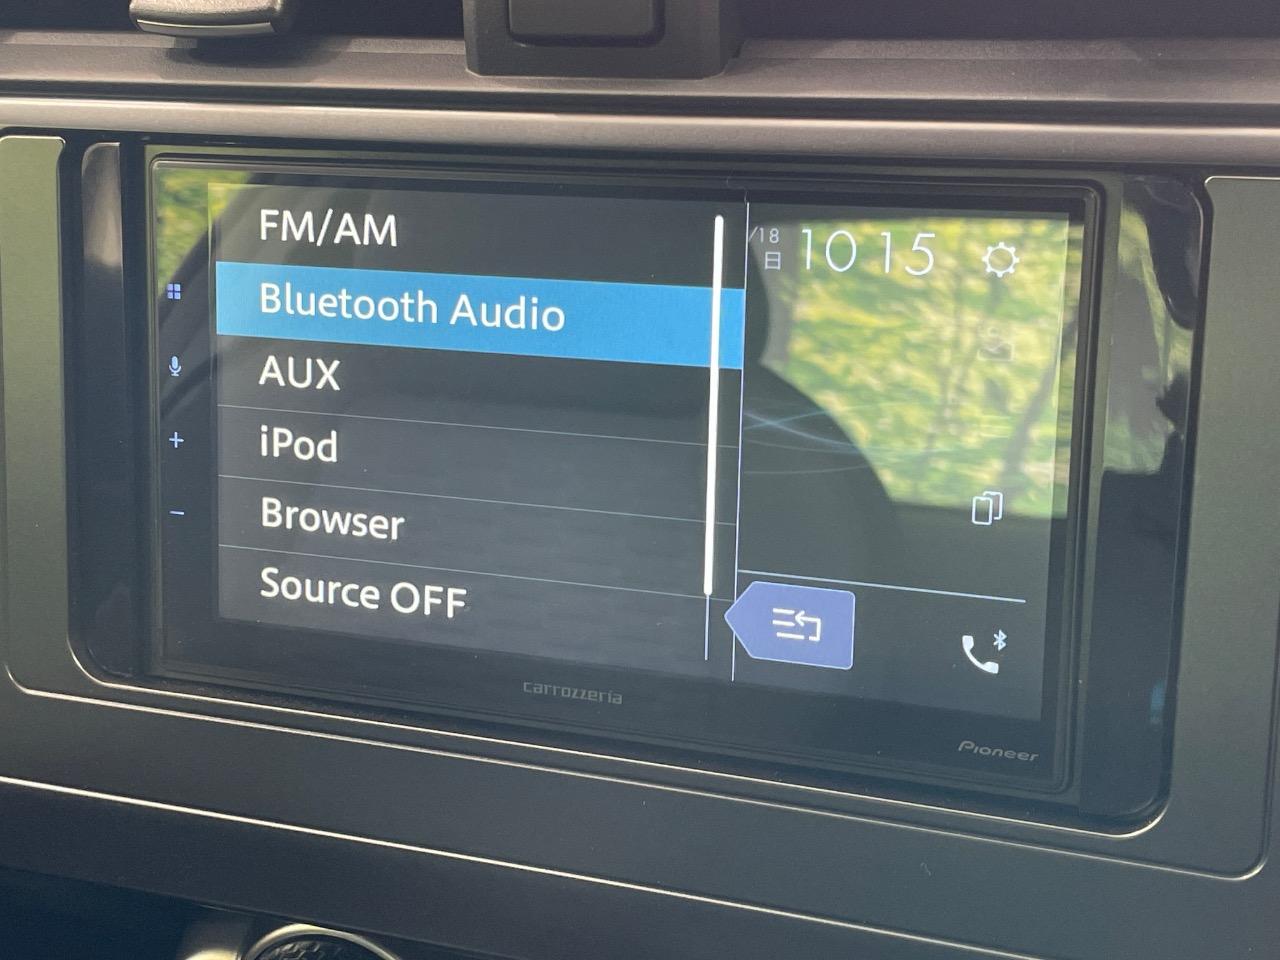 FM/AM
Bluetooth Audio
AUX
iPod
Browser
Source OFF
/18
日
10 15
carrozzeria
Pioneer